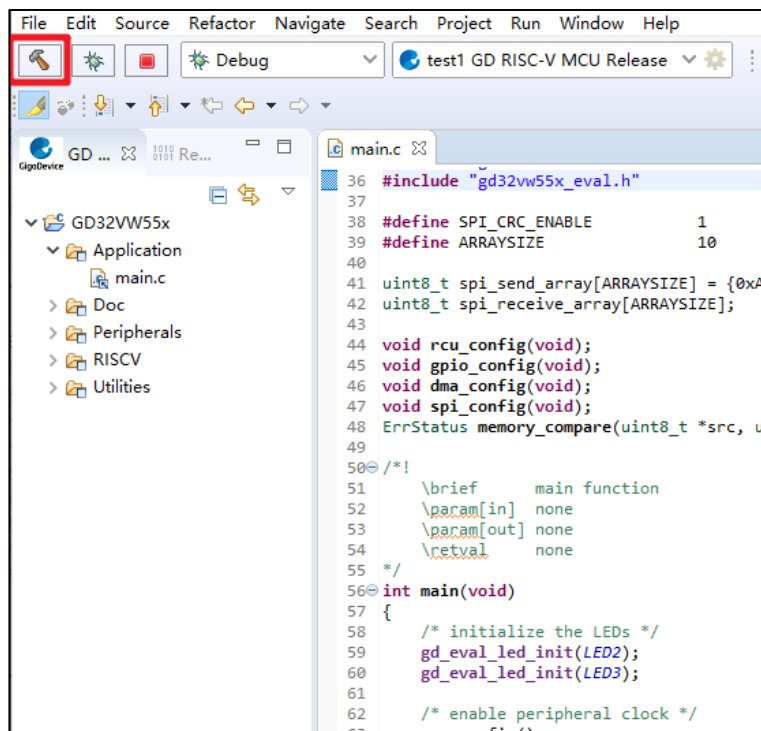 File Edit Source Refactor Navigate Search Project Run Window Help
Debug
test1 GD RISC-V MCU Release
GigaDevice
GD ...
1010
0101
Re...
main.c
GD32VW55x
Application
main.c
Doc
Peripherals
RISCV
Utilities
36 #include "gd32vw55x_eval.h"
37
38 #define SPI_CRC_ENABLE 1
39 #define ARRAYSIZE 10
40
41 uint8_t spi_send_array[ARRAYSIZE] = {0xA
42 uint8_t spi_receive_array[ARRAYSIZE];
43
44 void rcu_config(void);
45 void gpio_config(void);
46 void dma_config(void);
47 void spi_config(void);
48 ErrStatus memory_compare(uint8_t *src, u
49
50 /*!
51 \brief main function
52 \param[in] none
53 \param[out] none
54 \retval none
55 */
56 int main(void)
57 {
58 /* initialize the LEDs */
59 gd_eval_led_init(LED2);
60 gd_eval_led_init(LED3);
61
62 /* enable peripheral clock */